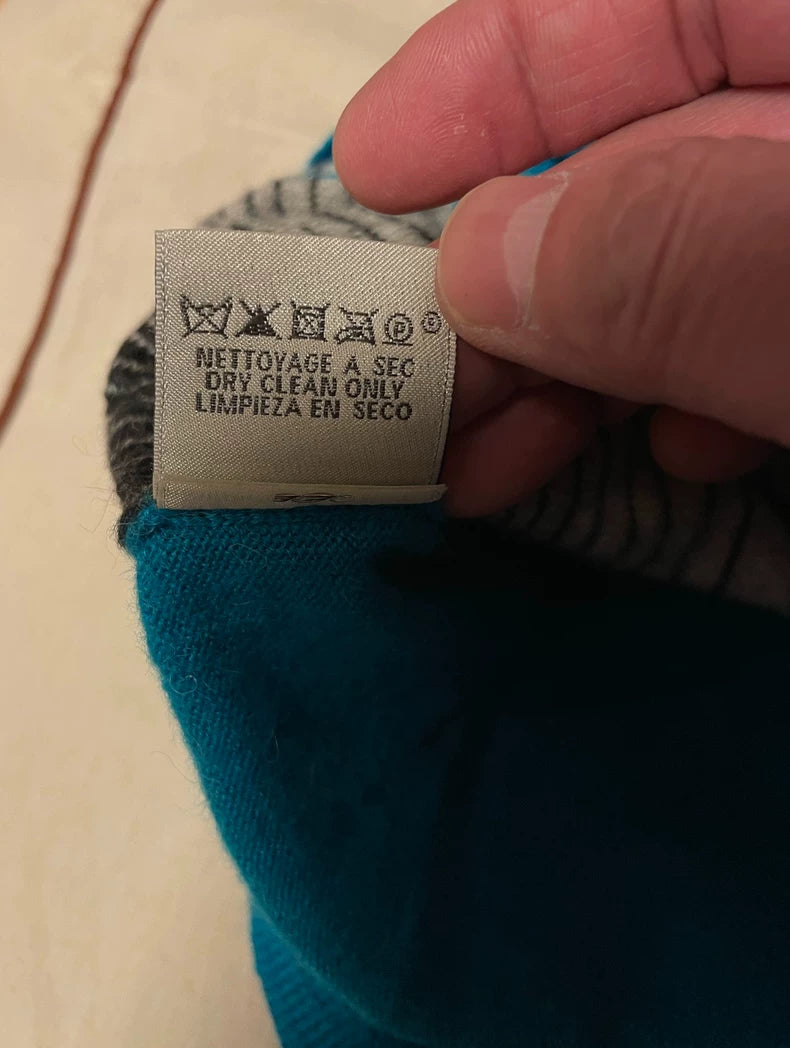 Ⓟ ®
NETTOYAGE A SEC
DRY CLEAN ONLY
LIMPIEZA EN SECO